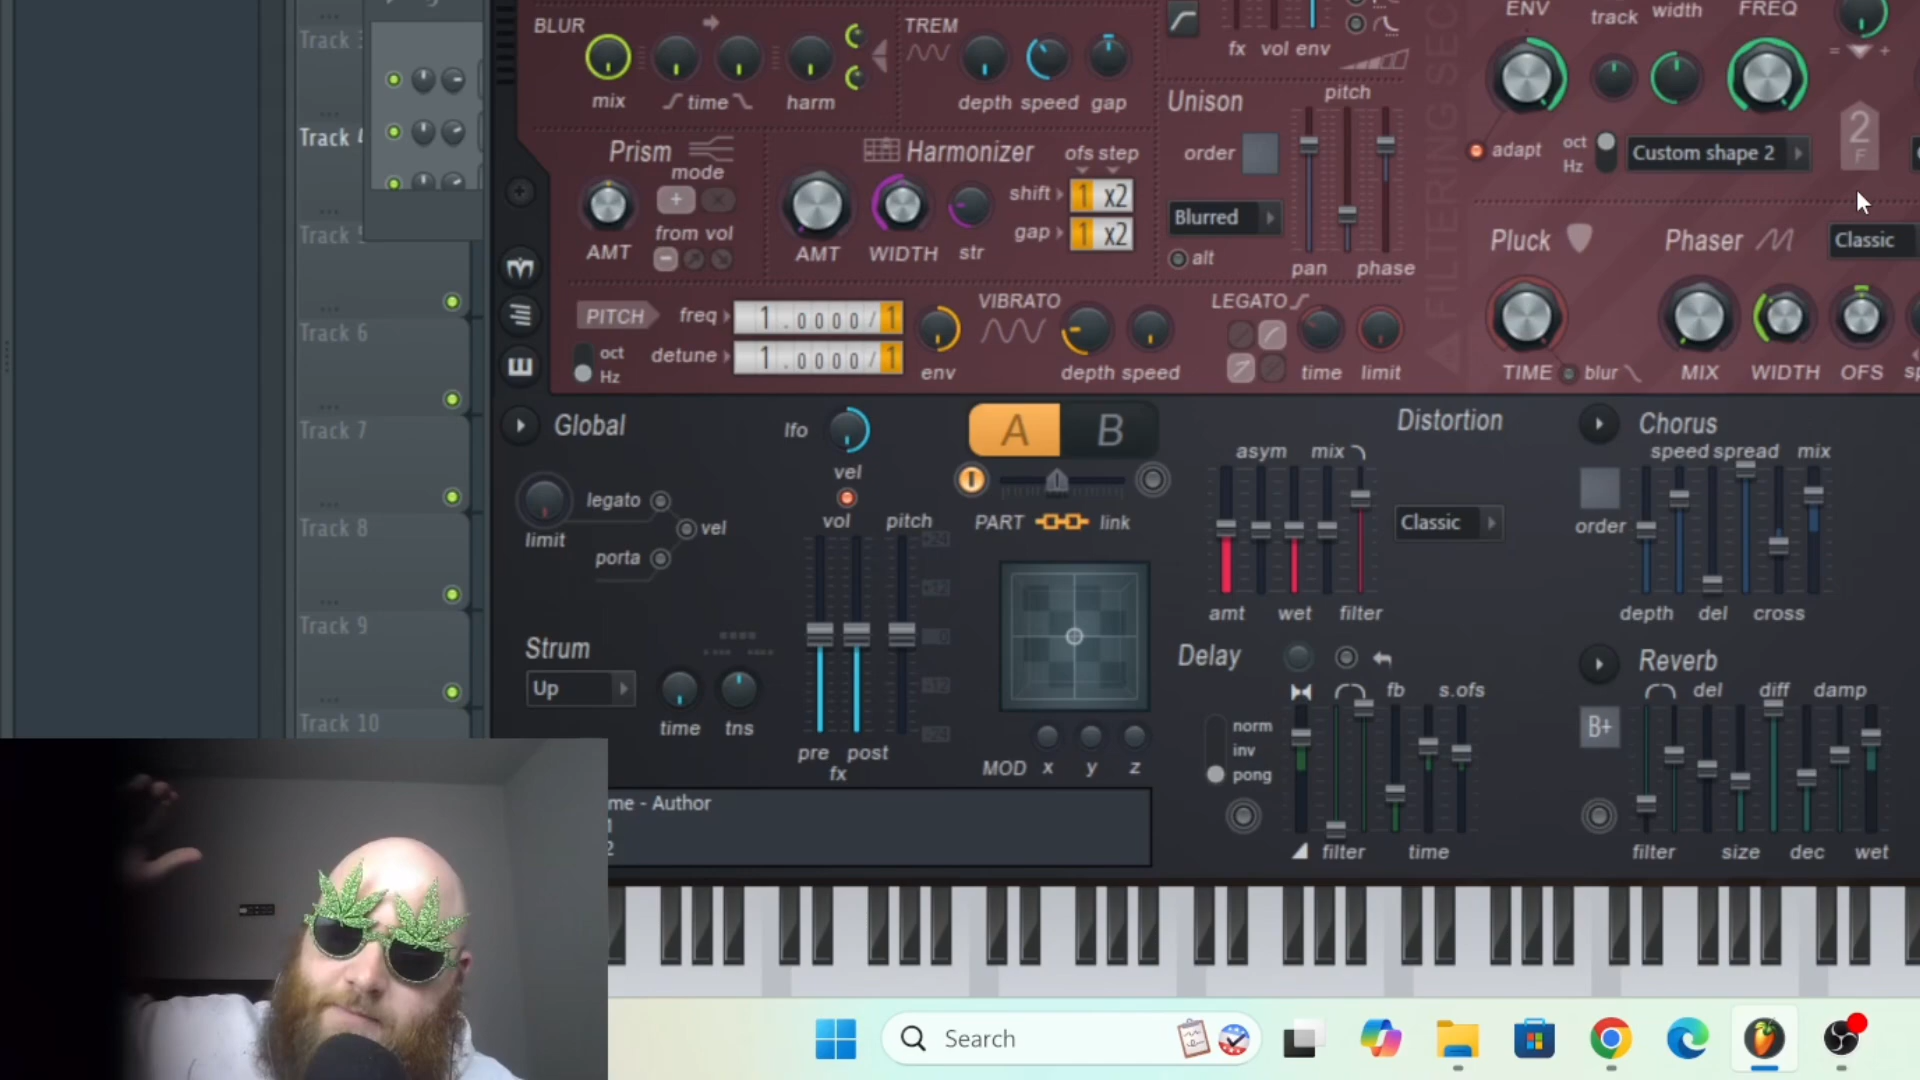 Track 3
Track 4
Track 5
Track 6
Track 7
Track 8
Track 9
Track 10
BLUR
mix
time
harm
TREM
depth speed gap
Prism
mode
from vol
AMT
Harmonizer
ofs step
shift 1 x2
gap 1 x2
AMT WIDTH str
fx vol env
Unison
pitch
order
Blurred
alt
pan phase
PITCH
freq 1.0000/1
detune 1.0000/1
oct
Hz
env
VIBRATO
depth speed
LEGATO
time limit
ENV
track
width
FREQ
adapt
oct
Hz
Custom shape 2
2
F
Pluck
Phaser
Classic
TIME blur
MIX WIDTH OFS
Global
lfo
vel
limit
legato
vel
porta
vol pitch
Strum
Up
time tns
pre post
fx
A B
PART link
MOD x y z
me - Author
2
Distortion
asym mix
Classic
amt wet filter
Delay
fb s.ofs
norm
inv
pong
filter time
Chorus
speed spread mix
order
depth del cross
Reverb
del diff damp
B+
filter size dec wet
Search